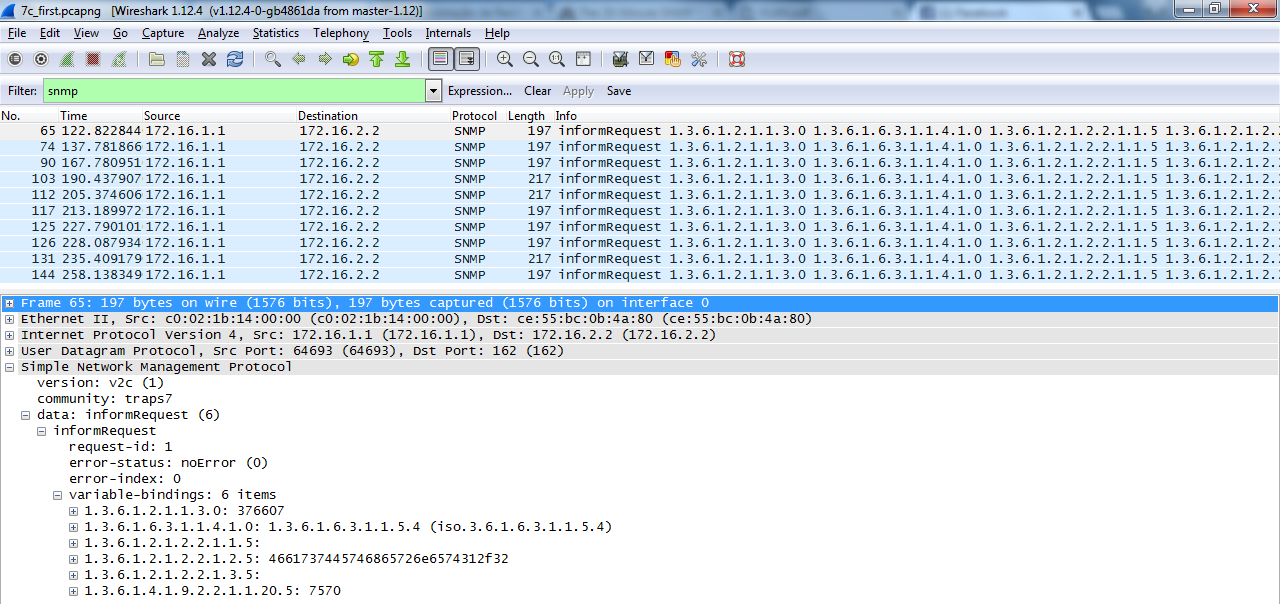 7c_first.pcapng [Wireshark 1.12.4 (v1.12.4-0-gb4861da from master-1.12)]
File Edit View Go Capture Analyze Statistics Telephony Tools Internals Help
Filter: snmp Expression... Clear Apply Save
No. Time Source Destination Protocol Length Info
65 122.822844 172.16.1.1 172.16.2.2 SNMP 197 informRequest 1.3.6.1.2.1.1.3.0 1.3.6.1.6.3.1.1.4.1.0 1.3.6.1.2.1.2.2.1.1.5 1.3.6.1.2.1.2.
74 137.781866 172.16.1.1 172.16.2.2 SNMP 197 informRequest 1.3.6.1.2.1.1.3.0 1.3.6.1.6.3.1.1.4.1.0 1.3.6.1.2.1.2.2.1.1.5 1.3.6.1.2.1.2.
90 167.780951 172.16.1.1 172.16.2.2 SNMP 197 informRequest 1.3.6.1.2.1.1.3.0 1.3.6.1.6.3.1.1.4.1.0 1.3.6.1.2.1.2.2.1.1.5 1.3.6.1.2.1.2.
103 190.437907 172.16.1.1 172.16.2.2 SNMP 217 informRequest 1.3.6.1.2.1.1.3.0 1.3.6.1.6.3.1.1.4.1.0 1.3.6.1.2.1.2.2.1.1.5 1.3.6.1.2.1.2.
112 205.374606 172.16.1.1 172.16.2.2 SNMP 217 informRequest 1.3.6.1.2.1.1.3.0 1.3.6.1.6.3.1.1.4.1.0 1.3.6.1.2.1.2.2.1.1.5 1.3.6.1.2.1.2.
117 213.189972 172.16.1.1 172.16.2.2 SNMP 197 informRequest 1.3.6.1.2.1.1.3.0 1.3.6.1.6.3.1.1.4.1.0 1.3.6.1.2.1.2.2.1.1.5 1.3.6.1.2.1.2.
125 227.790101 172.16.1.1 172.16.2.2 SNMP 197 informRequest 1.3.6.1.2.1.1.3.0 1.3.6.1.6.3.1.1.4.1.0 1.3.6.1.2.1.2.2.1.1.5 1.3.6.1.2.1.2.
126 228.087934 172.16.1.1 172.16.2.2 SNMP 197 informRequest 1.3.6.1.2.1.1.3.0 1.3.6.1.6.3.1.1.4.1.0 1.3.6.1.2.1.2.2.1.1.5 1.3.6.1.2.1.2.
131 235.409179 172.16.1.1 172.16.2.2 SNMP 217 informRequest 1.3.6.1.2.1.1.3.0 1.3.6.1.6.3.1.1.4.1.0 1.3.6.1.2.1.2.2.1.1.5 1.3.6.1.2.1.2.
144 258.138349 172.16.1.1 172.16.2.2 SNMP 197 informRequest 1.3.6.1.2.1.1.3.0 1.3.6.1.6.3.1.1.4.1.0 1.3.6.1.2.1.2.2.1.1.5 1.3.6.1.2.1.2.
Frame 65: 197 bytes on wire (1576 bits), 197 bytes captured (1576 bits) on interface 0
Ethernet II, Src: c0:02:1b:14:00:00 (c0:02:1b:14:00:00), Dst: ce:55:bc:0b:4a:80 (ce:55:bc:0b:4a:80)
Internet Protocol Version 4, Src: 172.16.1.1 (172.16.1.1), Dst: 172.16.2.2 (172.16.2.2)
User Datagram Protocol, Src Port: 64693 (64693), Dst Port: 162 (162)
Simple Network Management Protocol
version: v2c (1)
community: traps7
data: informRequest (6)
informRequest
request-id: 1
error-status: noError (0)
error-index: 0
variable-bindings: 6 items
1.3.6.1.2.1.1.3.0: 376607
1.3.6.1.6.3.1.1.4.1.0: 1.3.6.1.6.3.1.1.5.4 (iso.3.6.1.6.3.1.1.5.4)
1.3.6.1.2.1.2.2.1.1.5:
1.3.6.1.2.1.2.2.1.2.5: 4661737445746865726e6574312f32
1.3.6.1.2.1.2.2.1.3.5:
1.3.6.1.4.1.9.2.2.1.1.20.5: 7570